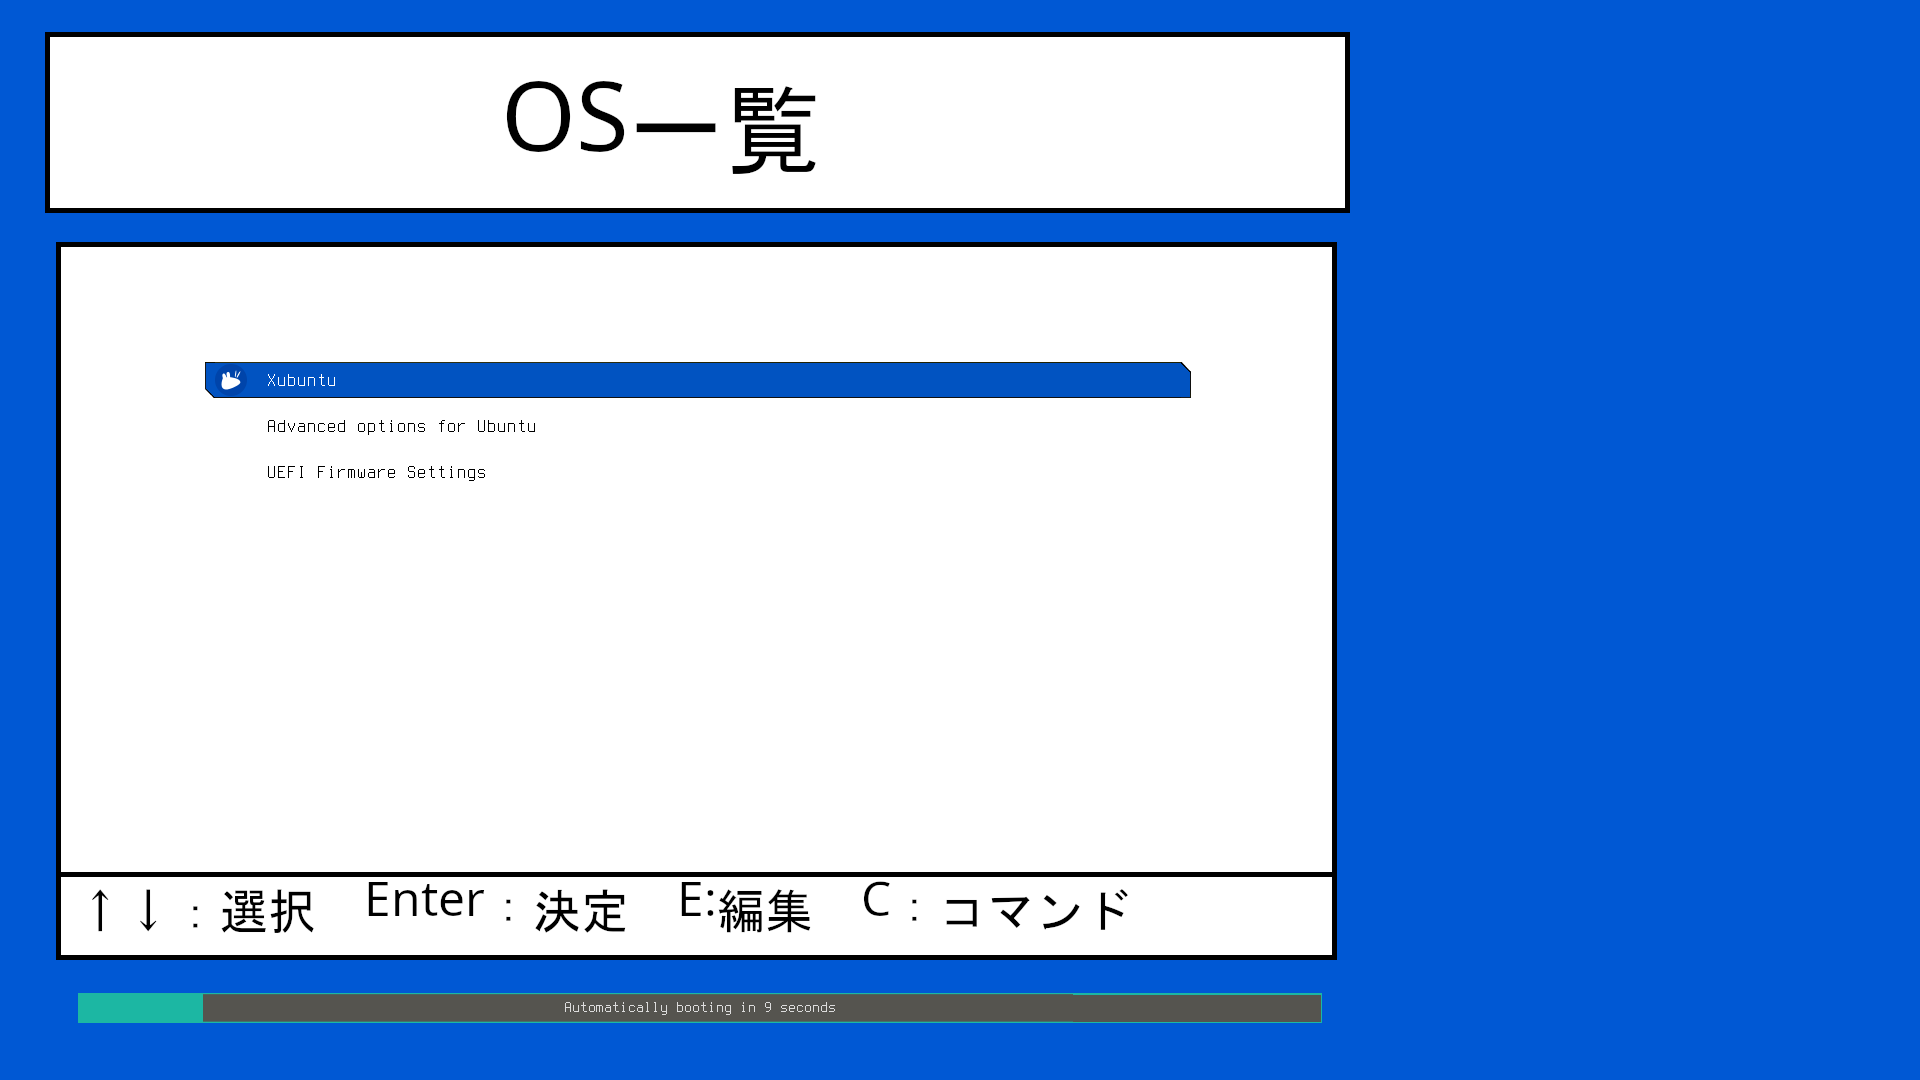 OS一覧
Xubuntu
Advanced options for Ubuntu
UEFI Firmware Settings
↑ ↓ : 選択 Enter : 決定 E:編集 C : コマンド
Automatically booting in 9 seconds